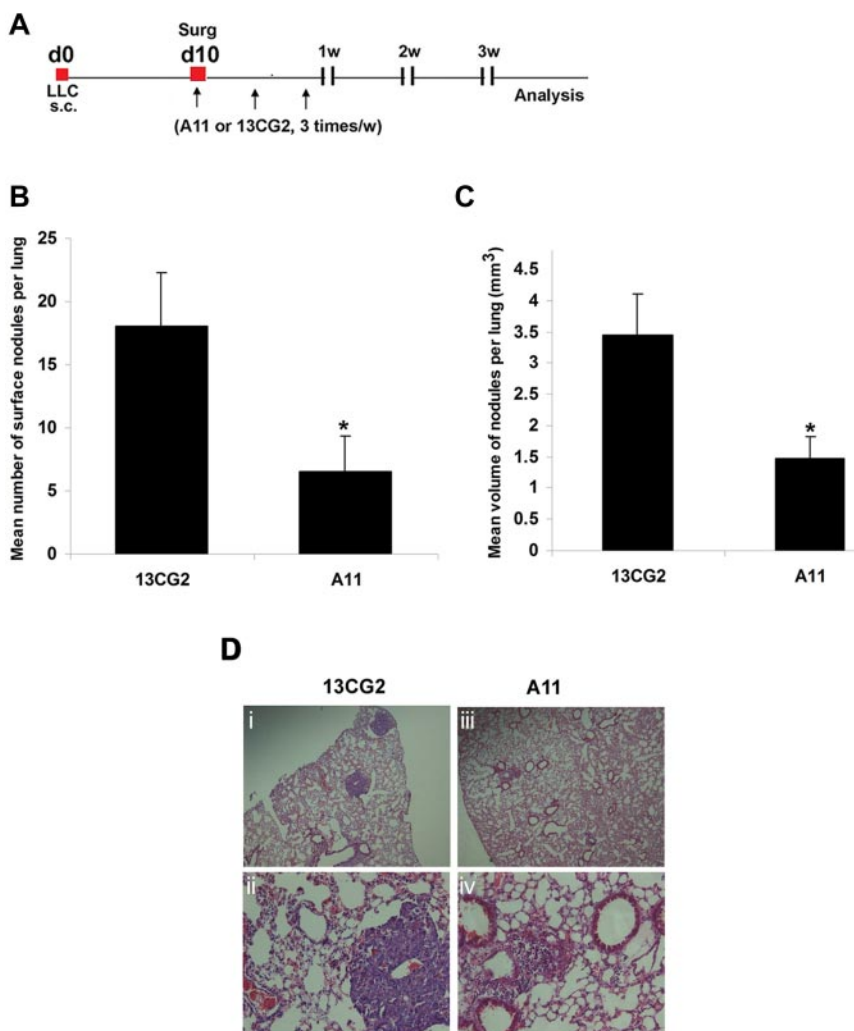 A
Surg
d0
d10
1w
2w
3w
LLC
s.c.
Analysis
(A11 or 13CG2, 3 times/w)
B
Mean number of surface nodules per lung
25
20
15
10
5
0
*
13CG2
A11
C
Mean volume of nodules per lung (mm³)
4.5
4
3.5
3
2.5
2
1.5
1
0.5
0
*
13CG2
A11
D
13CG2
A11
i
iii
ii
iv